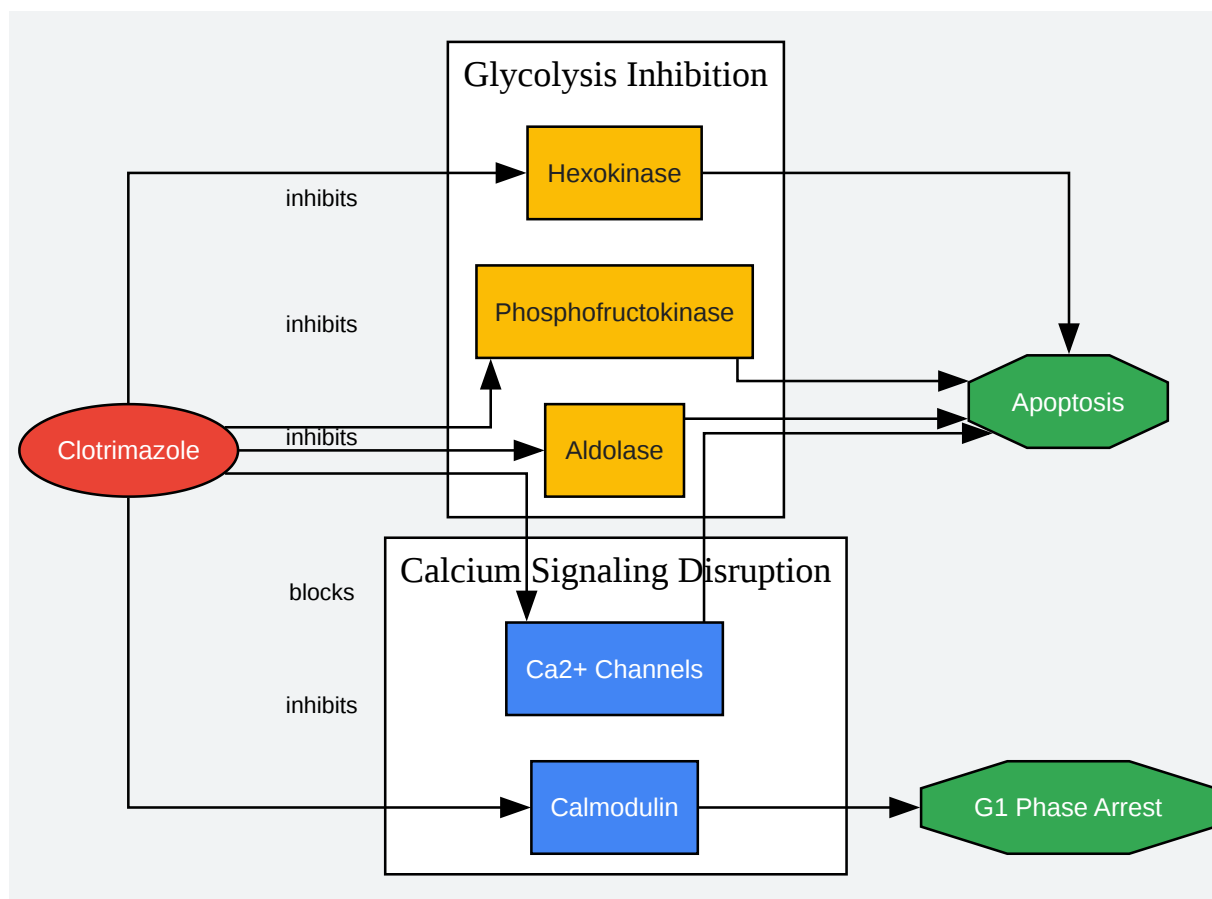 Glycolysis Inhibition
Hexokinase
inhibits
Phosphofructokinase
inhibits
Apoptosis
inhibits
Clotrimazole
Aldolase
Calcium Signaling Disruption
blocks
Ca2+ Channels
inhibits
Calmodulin
G1 Phase Arrest